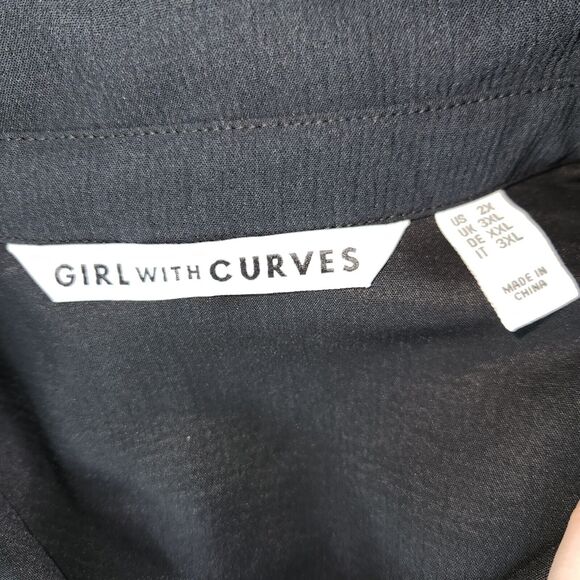 GIRL WITH CURVES
US 2X
UK 3XL
DE XXL
IT 3XL
MADE IN
CHINA